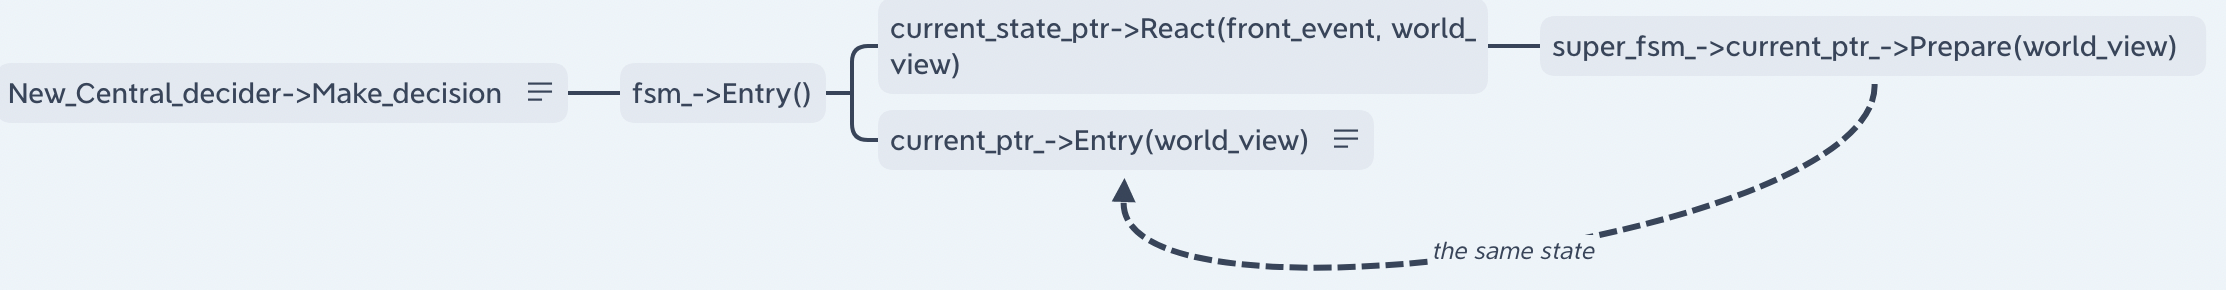 New_Central_decider->Make_decision
fsm_->Entry()
current_state_ptr->React(front_event, world_
view)
super_fsm_->current_ptr_->Prepare(world_view)
current_ptr_->Entry(world_view)
the same state